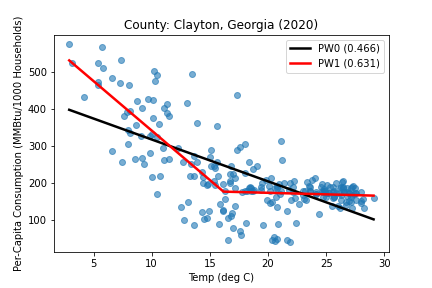 County: Clayton, Georgia (2020)
PW0 (0.466)
PW1 (0.631)
Per-Capita Consumption (MMBtu/1000 Households)
500
400
300
200
100
5 10 15 20 25 30
Temp (deg C)